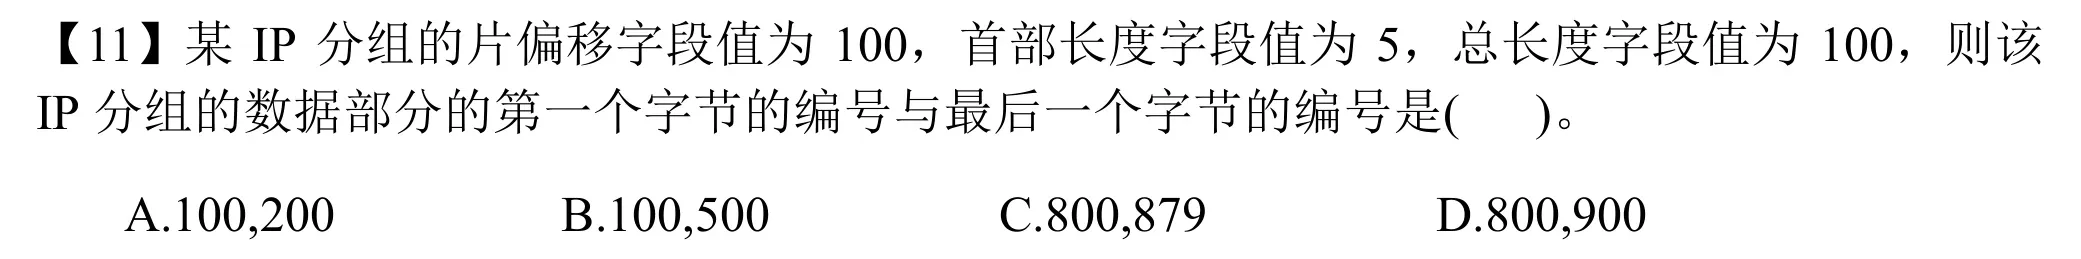 【11】某 IP 分组的片偏移字段值为 100，首部长度字段值为 5，总长度字段值为 100，则该
IP 分组的数据部分的第一个字节的编号与最后一个字节的编号是(    )。
A.100,200    B.100,500    C.800,879    D.800,900